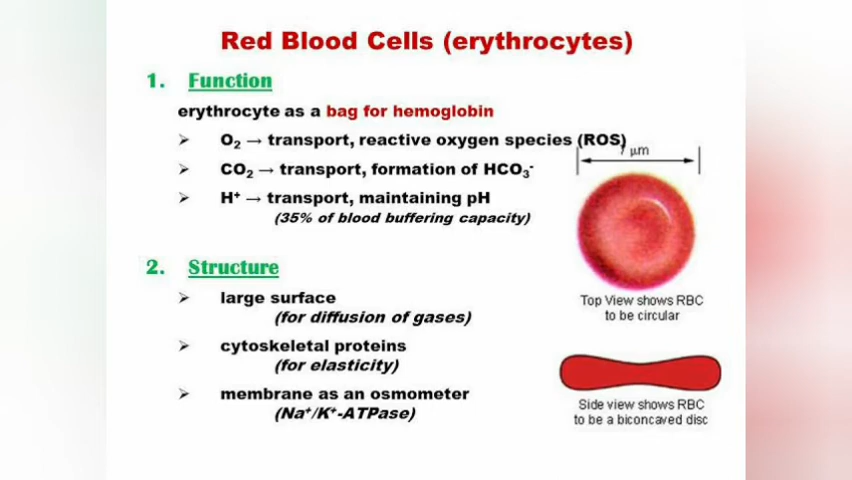 Red Blood Cells (erythrocytes)
1. Function
erythrocyte as a bag for hemoglobin
➢ O₂ → transport, reactive oxygen species (ROS)
7 μm
➢ CO₂ → transport, formation of HCO₃⁻
➢ H⁺ → transport, maintaining pH
(35% of blood buffering capacity)
2. Structure
➢ large surface
(for diffusion of gases)
➢ cytoskeletal proteins
(for elasticity)
➢ membrane as an osmometer
(Na⁺/K⁺-ATPase)
Top View shows RBC
to be circular
Side view shows RBC
to be a biconcaved disc